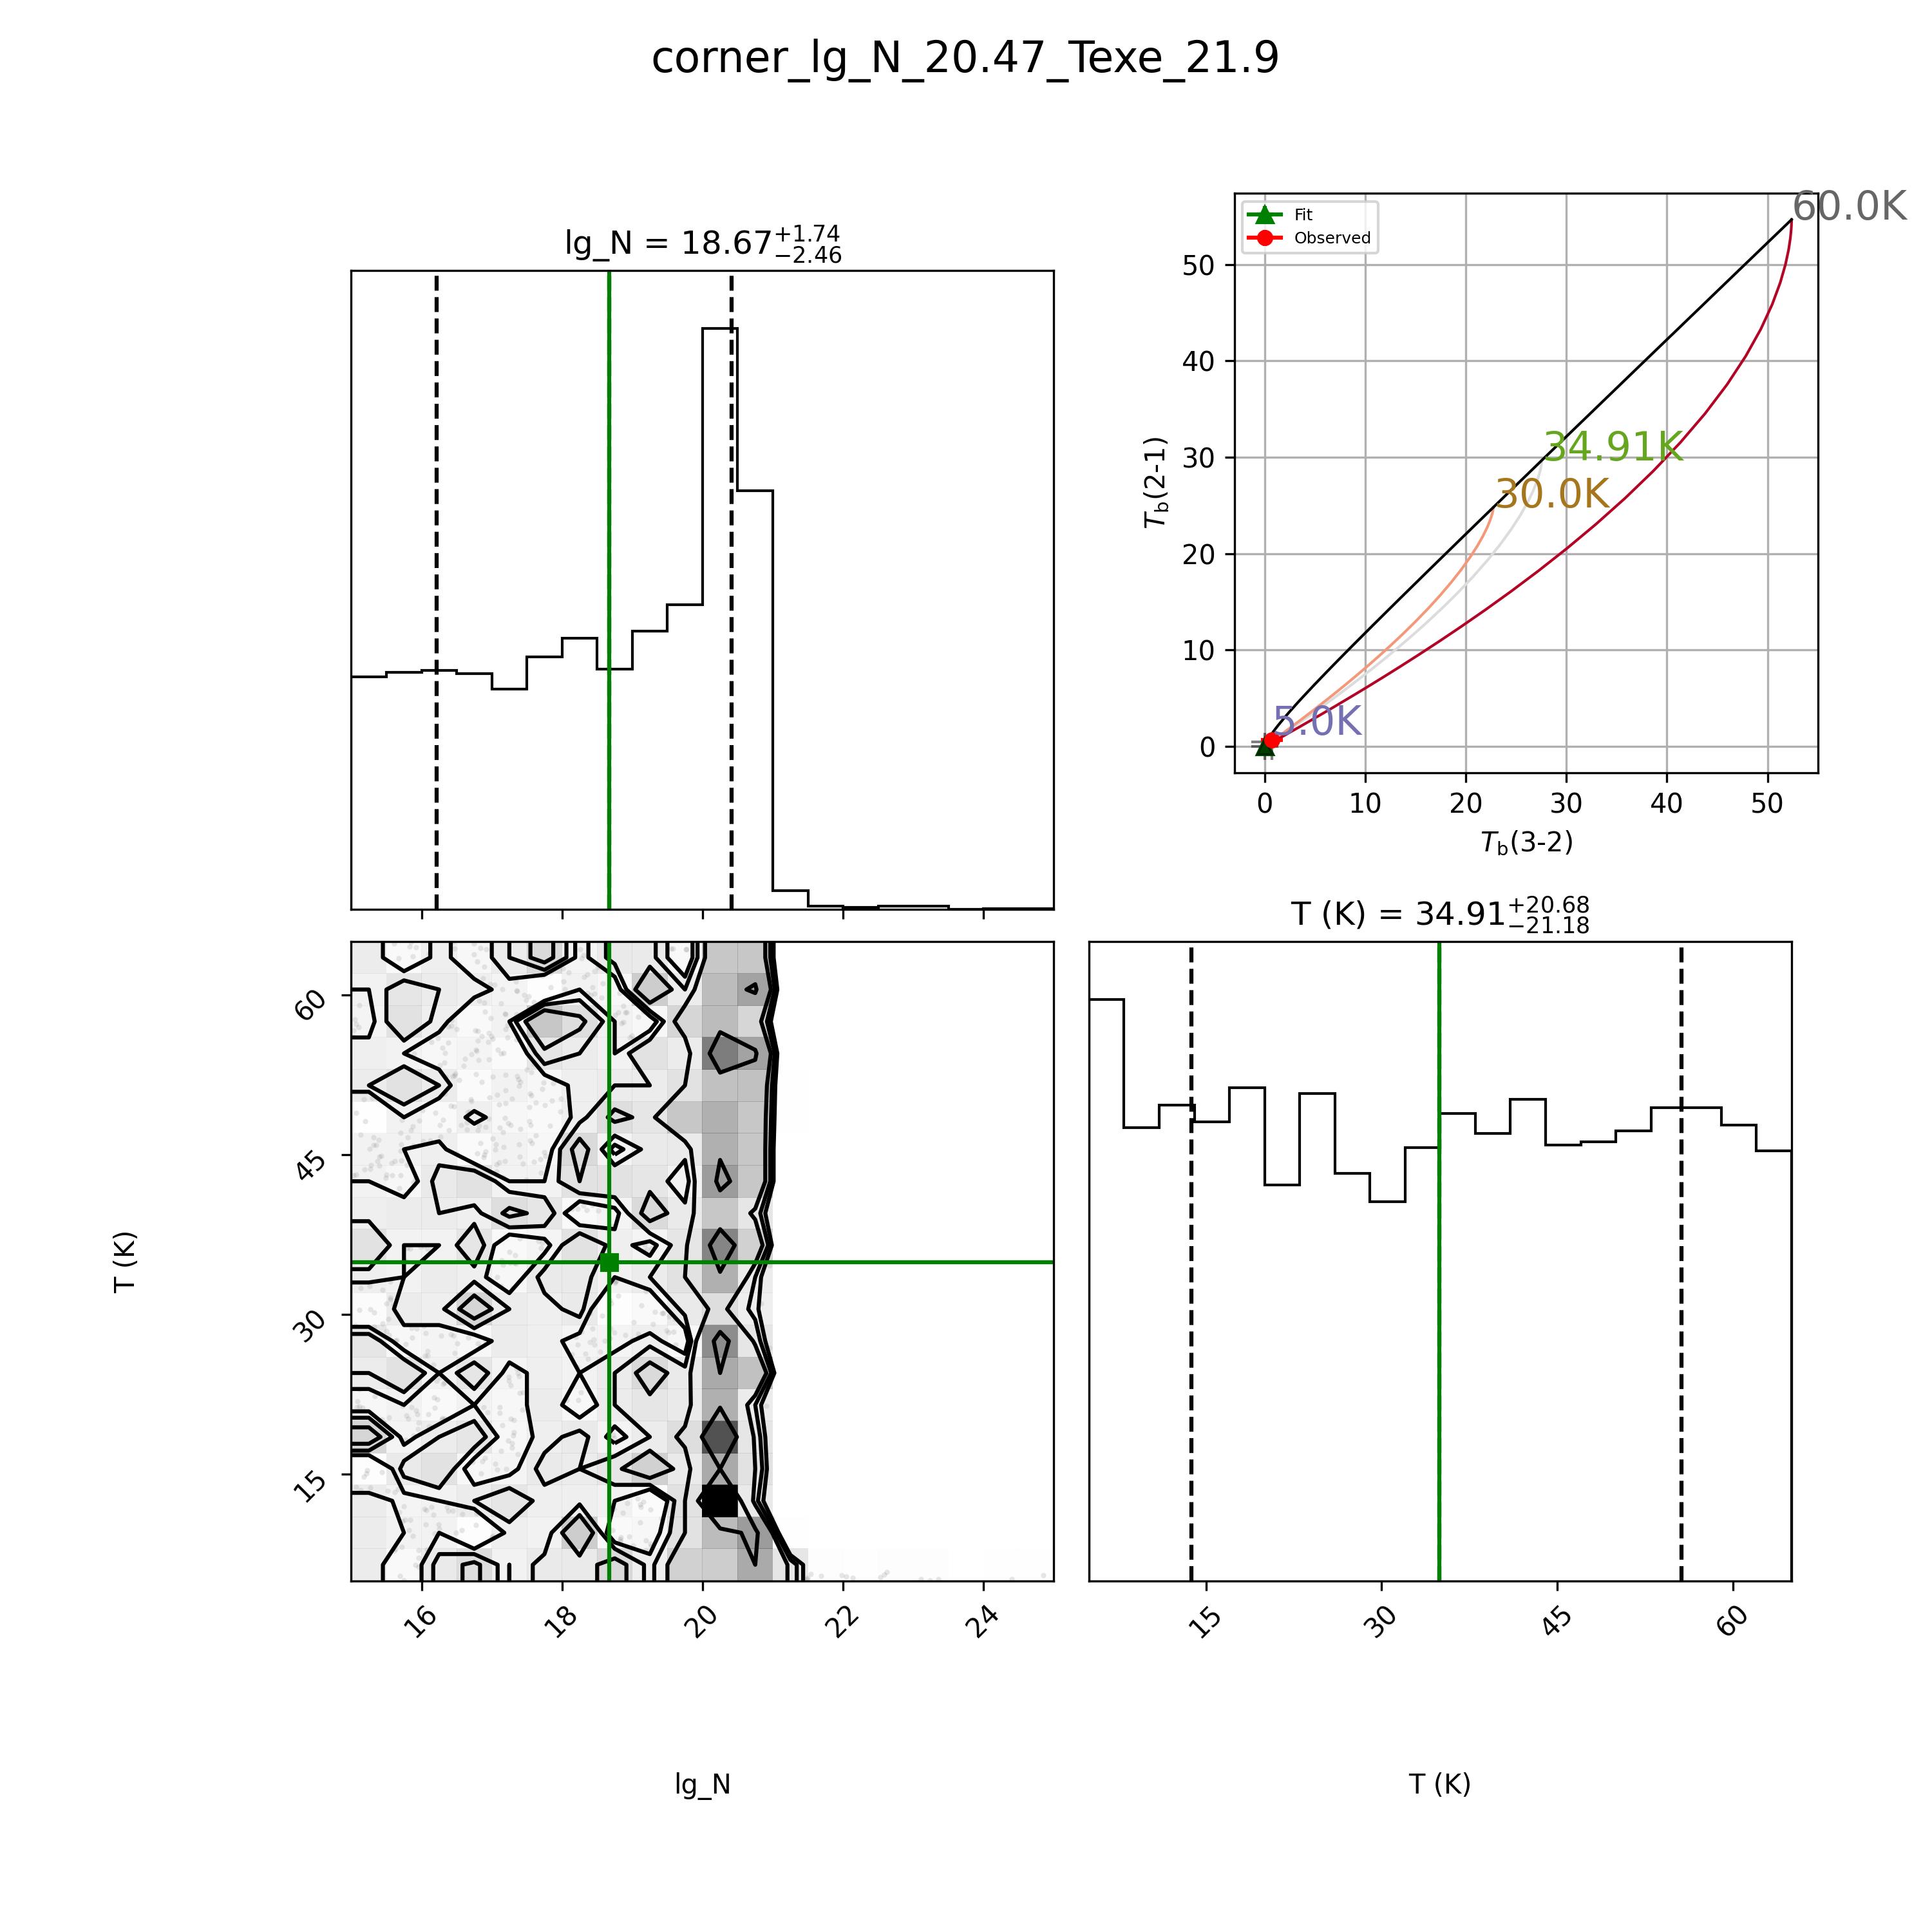 corner_lg_N_20.47_Texe_21.9
lg_N = 18.67+1.74−2.46
Fit
Observed
60.0K
34.91K
30.0K
5.0K
50
40
30
20
10
0
Tb(2-1)
0 10 20 30 40 50
Tb(3-2)
T (K) = 34.91+20.68−21.18
60
45
30
15
T (K)
16 18 20 22 24
lg_N
15 30 45 60
T (K)